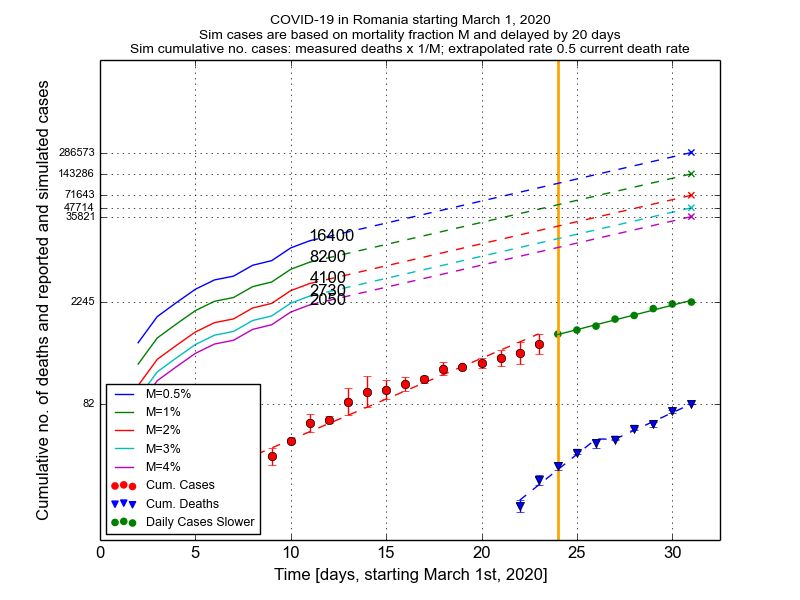 COVID-19 in Romania starting March 1, 2020
Sim cases are based on mortality fraction M and delayed by 20 days
Sim cumulative no. cases: measured deaths x 1/M; extrapolated rate 0.5 current death rate
Cumulative no. of deaths and reported and simulated cases
286573
143286
71643
47714
35821
2245
82
16400
8200
4100
2730
2050
M=0.5%
M=1%
M=2%
M=3%
M=4%
Cum. Cases
Cum. Deaths
Daily Cases Slower
0 5 10 15 20 25 30
Time [days, starting March 1st, 2020]